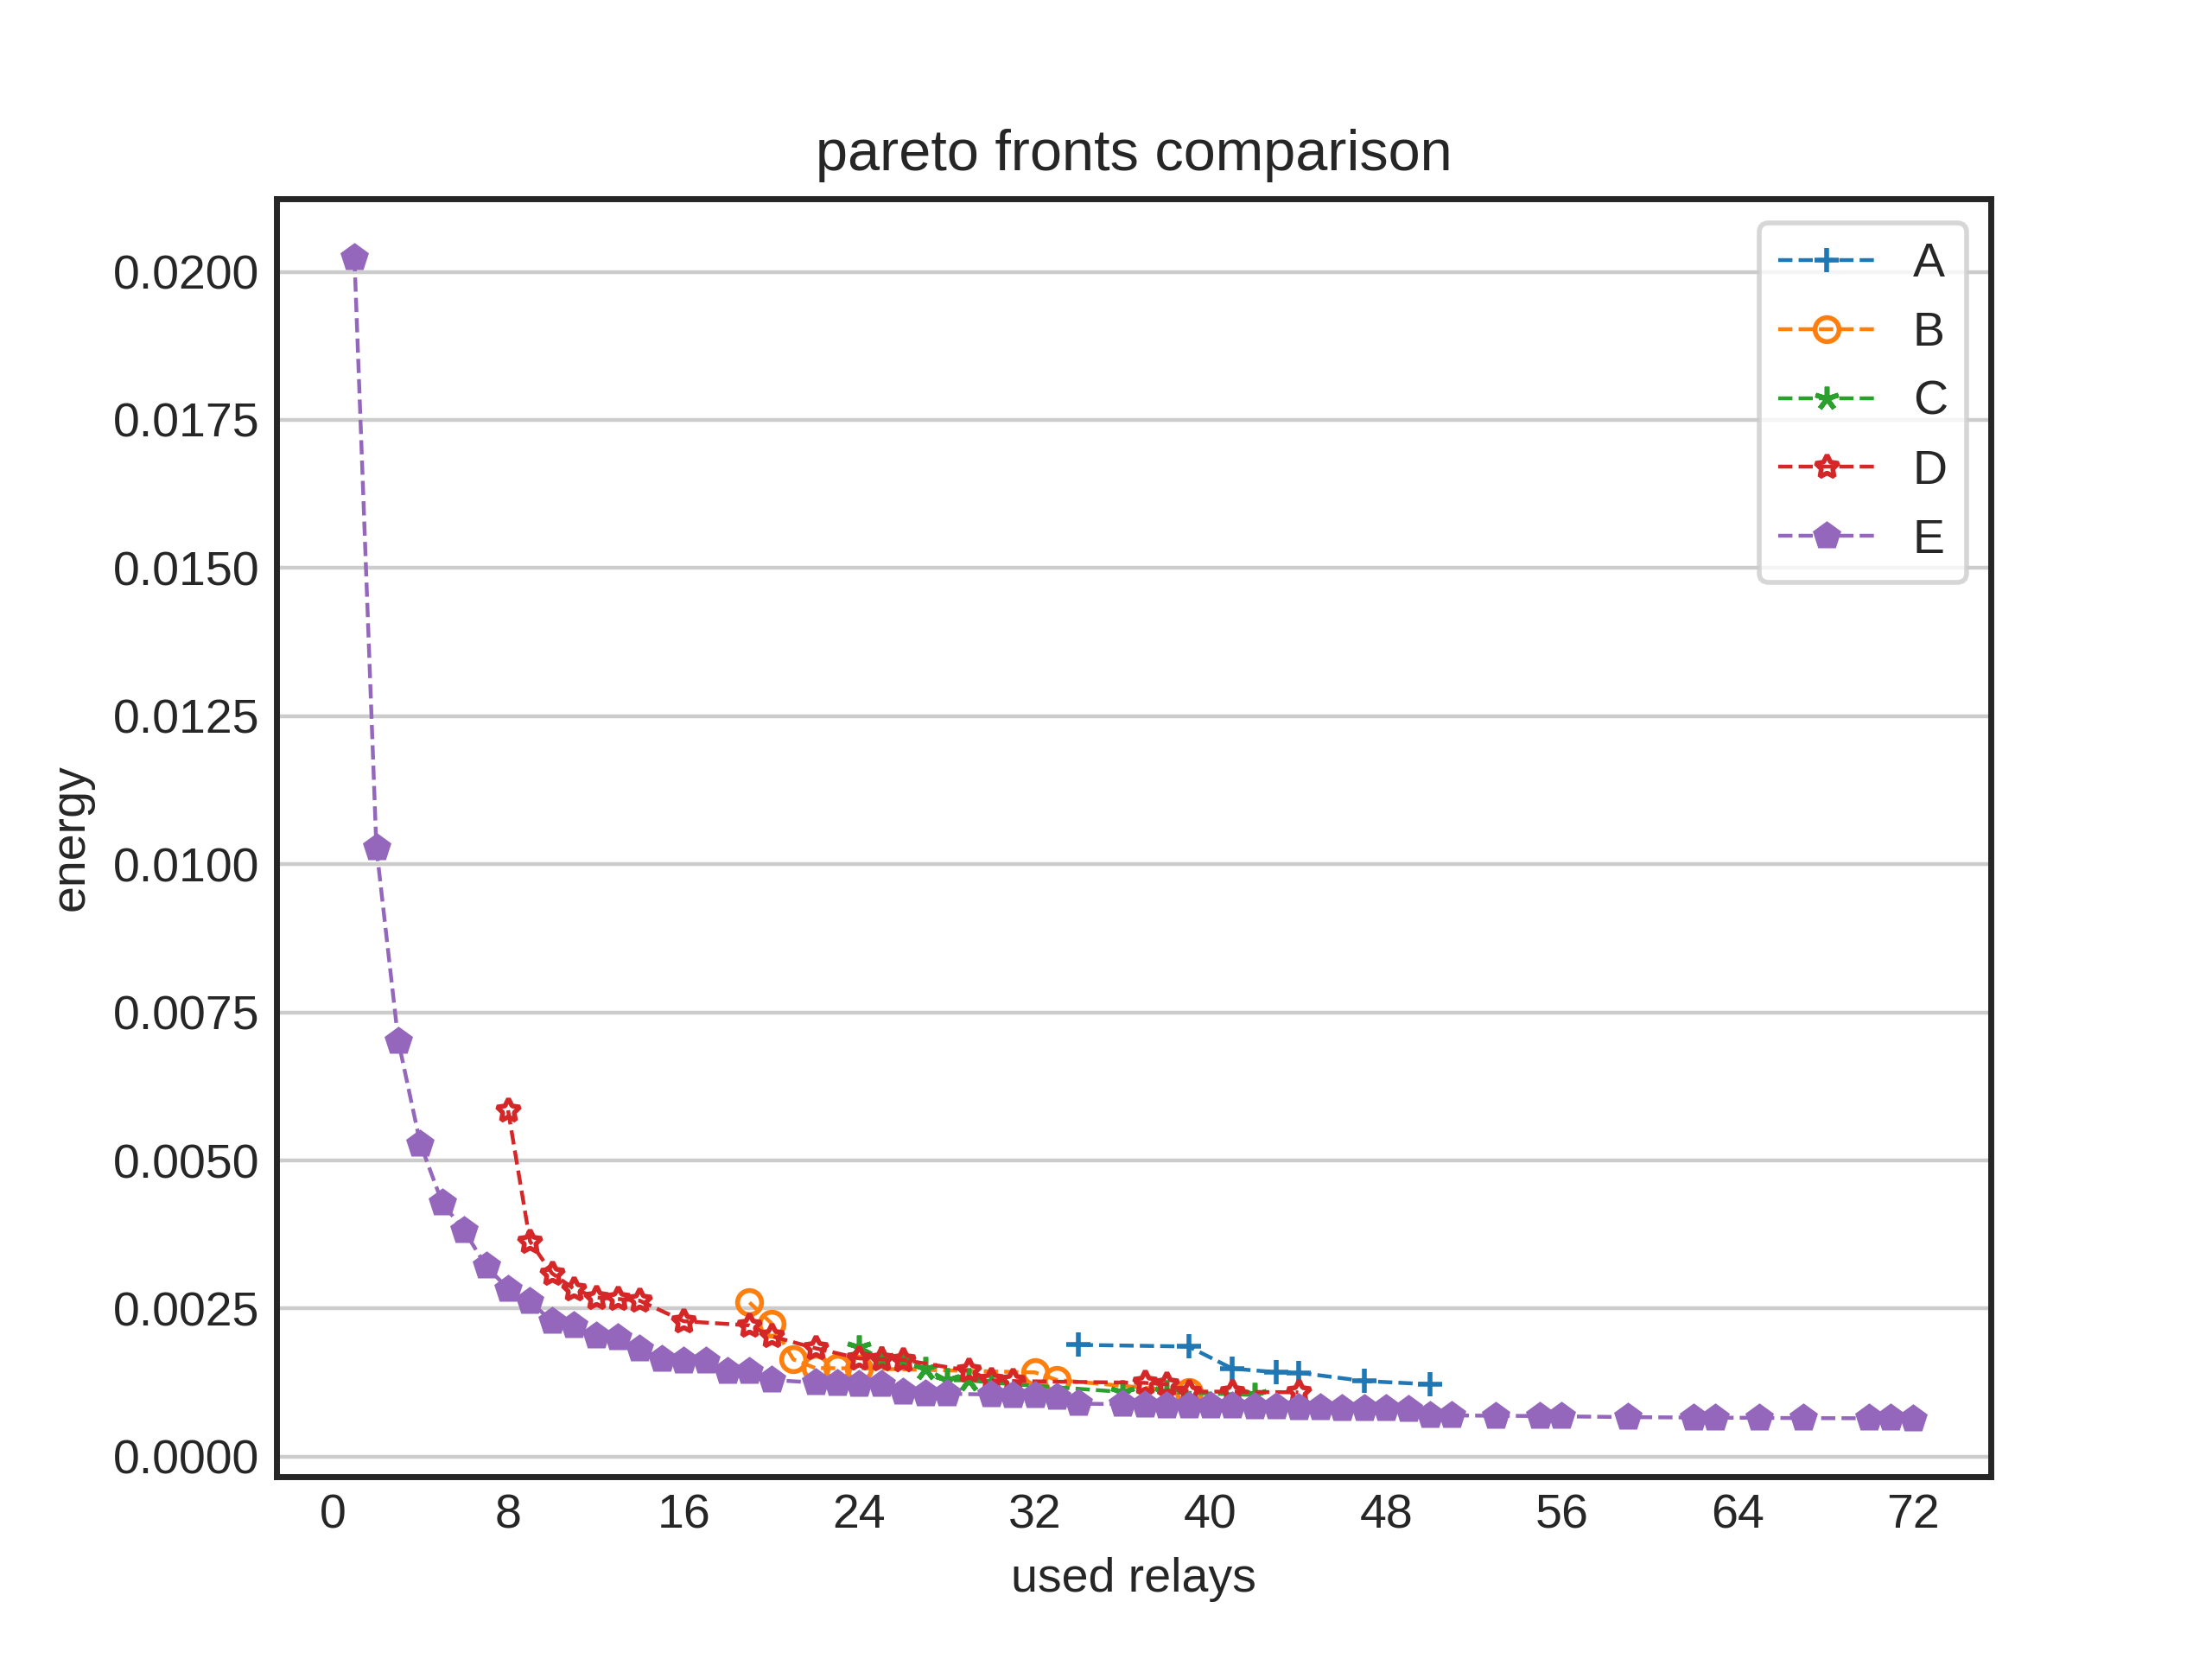 pareto fronts comparison
A
B
C
D
E
0.0200
0.0175
0.0150
0.0125
0.0100
0.0075
0.0050
0.0025
0.0000
energy
0 8 16 24 32 40 48 56 64 72
used relays